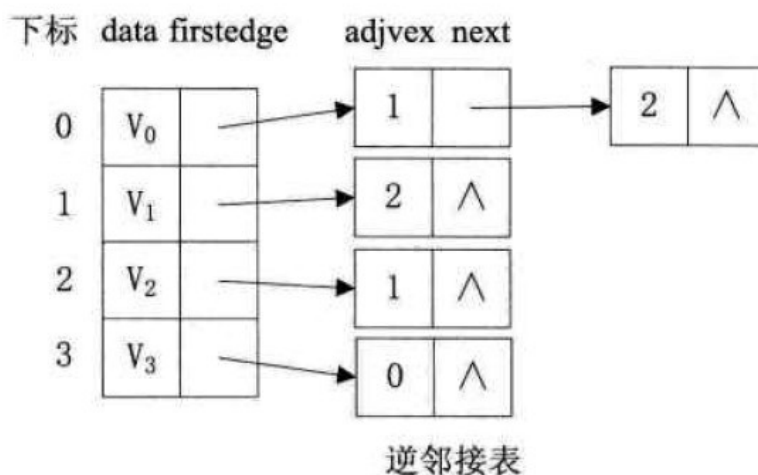 下标 data firstedge adjvex next
0 V₀ 1 2 ∧
1 V₁ 2 ∧
2 V₂ 1 ∧
3 V₃ 0 ∧
逆邻接表